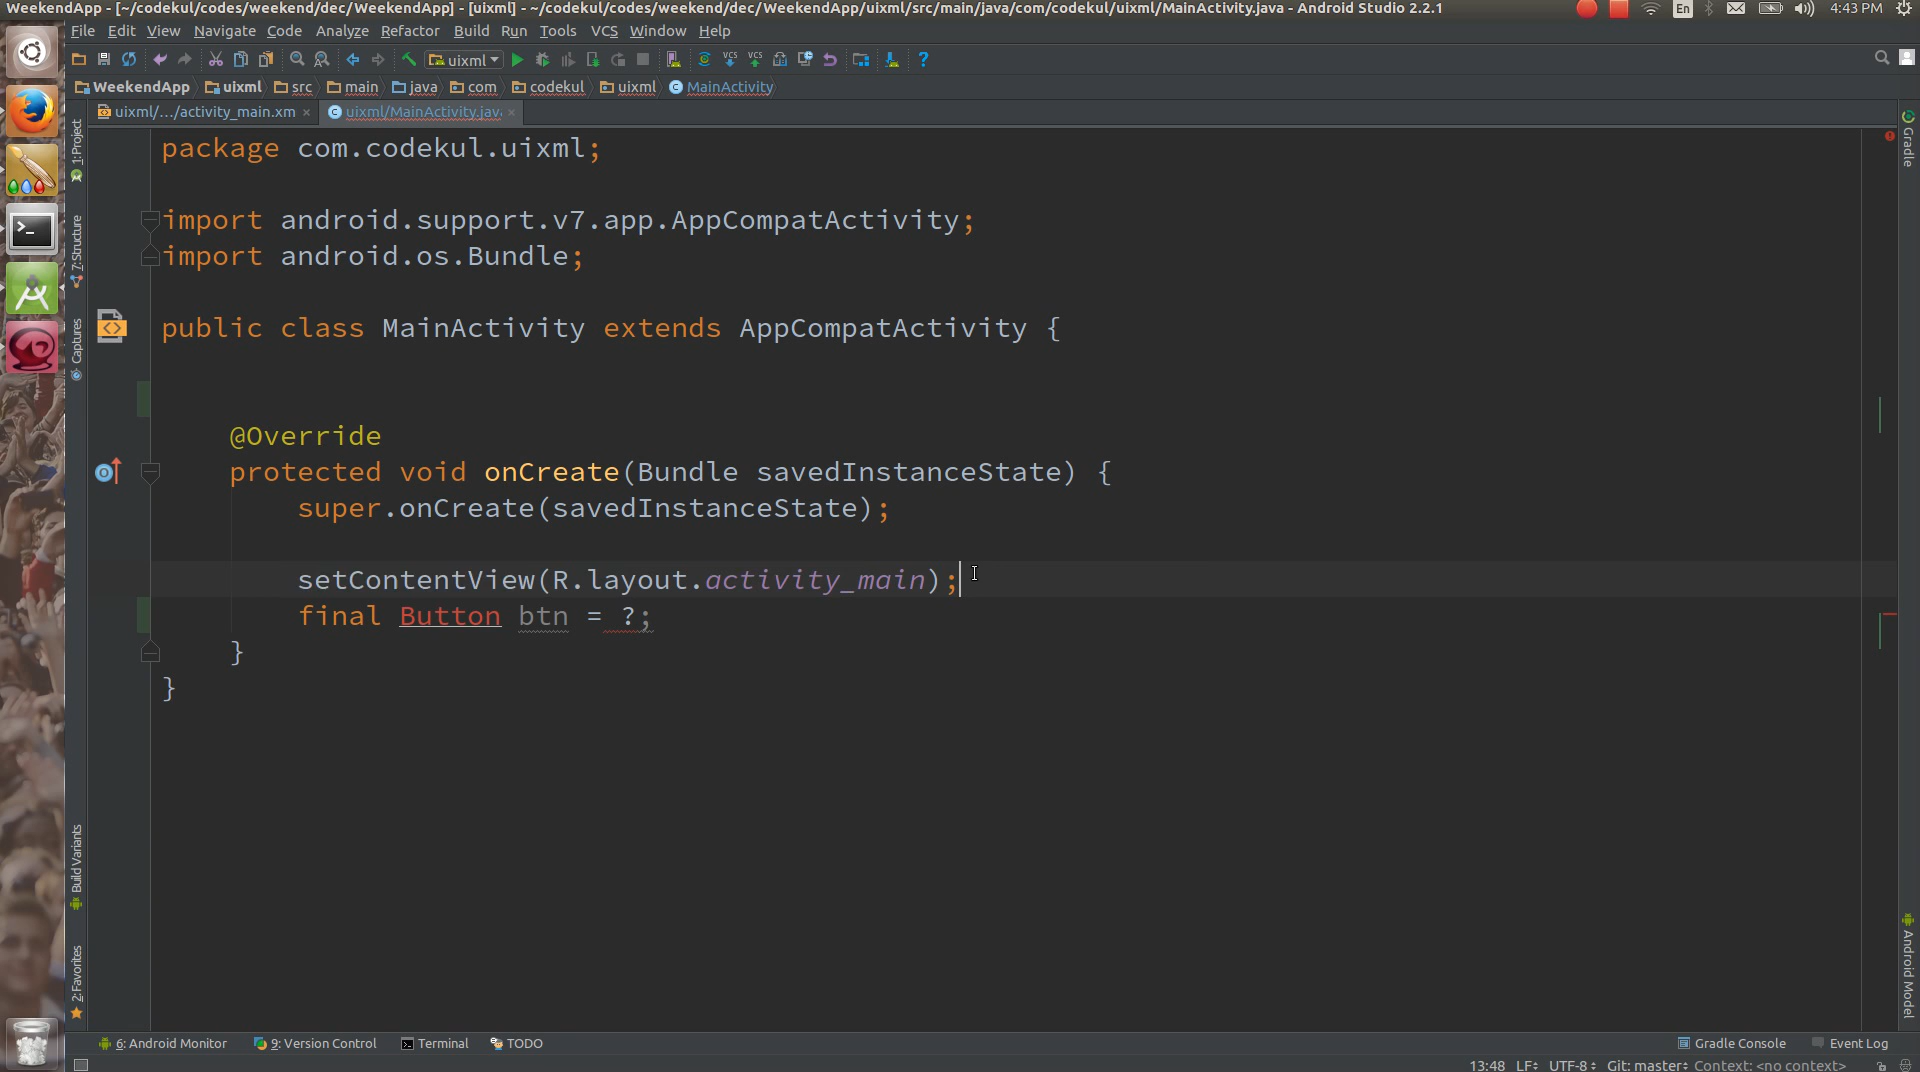 WeekendApp - [~/codekul/codes/weekend/dec/WeekendApp] - [uixml] - ~/codekul/codes/weekend/dec/WeekendApp/uixml/src/main/java/com/codekul/uixml/MainActivity.java - Android Studio 2.2.1 En 4:43 PM
File Edit View Navigate Code Analyze Refactor Build Run Tools VCS Window Help
uixml VCS VCS ?
WeekendApp uixml src main java com codekul uixml MainActivity
uixml/.../activity_main.xm × uixml/MainActivity.java ×
1: Project
7: Structure
Captures
Build Variants
2: Favorites
Gradle
Android Model
package com.codekul.uixml;
import android.support.v7.app.AppCompatActivity;
import android.os.Bundle;
public class MainActivity extends AppCompatActivity {
@Override
protected void onCreate(Bundle savedInstanceState) {
super.onCreate(savedInstanceState);
setContentView(R.layout.activity_main);
final Button btn = ?;
}
}
6: Android Monitor 9: Version Control Terminal TODO Gradle Console Event Log
13:48 LF÷ UTF-8÷ Git: master÷ Context: <no context>